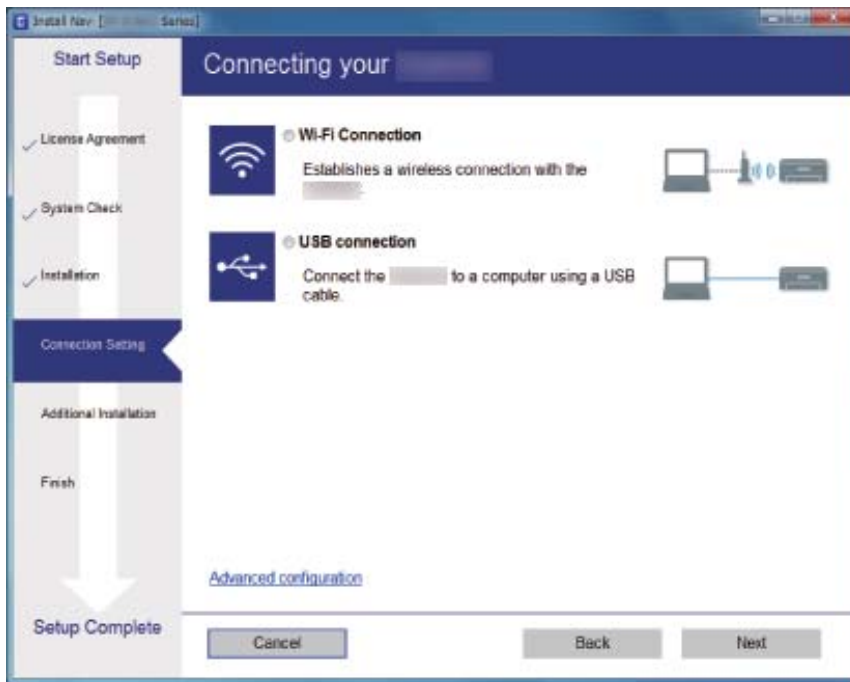 Install Navi [ Series]
Start Setup
Connecting your
License Agreement
System Check
Installation
Connection Setting
Additional Installation
Finish
Setup Complete
Wi-Fi Connection
Establishes a wireless connection with the
.
USB connection
Connect the to a computer using a USB
cable.
Advanced configuration
Cancel
Back
Next